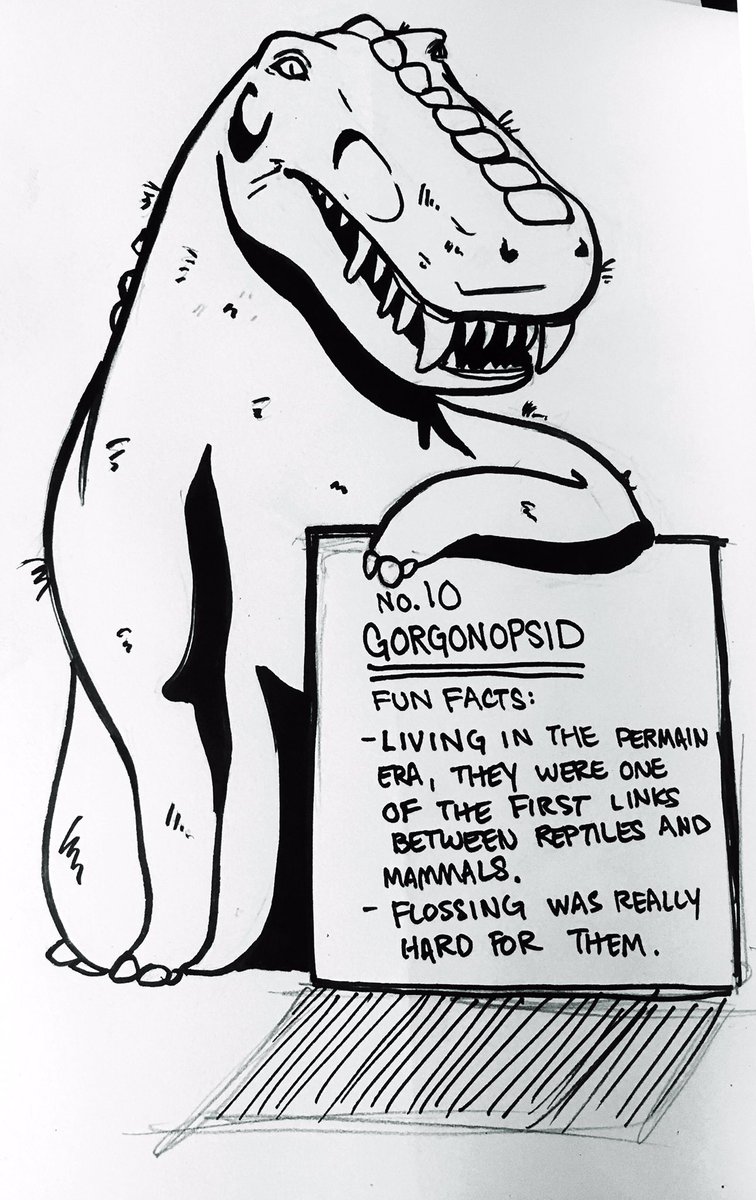 NO. 10
GORGONOPSID
FUN FACTS:
- LIVING IN THE PERMAIN
ERA, THEY WERE ONE
OF THE FIRST LINKS
BETWEEN REPTILES AND
MAMMALS.
- FLOSSING WAS REALLY
HARD FOR THEM.